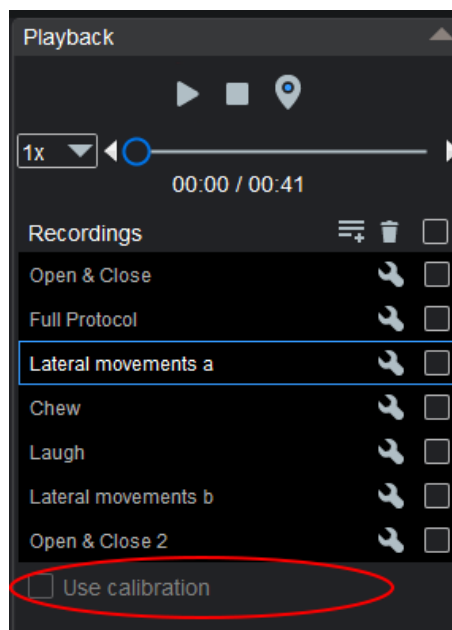 Playback
1x
00:00 / 00:41
Recordings
Open & Close
Full Protocol
Lateral movements a
Chew
Laugh
Lateral movements b
Open & Close 2
Use calibration